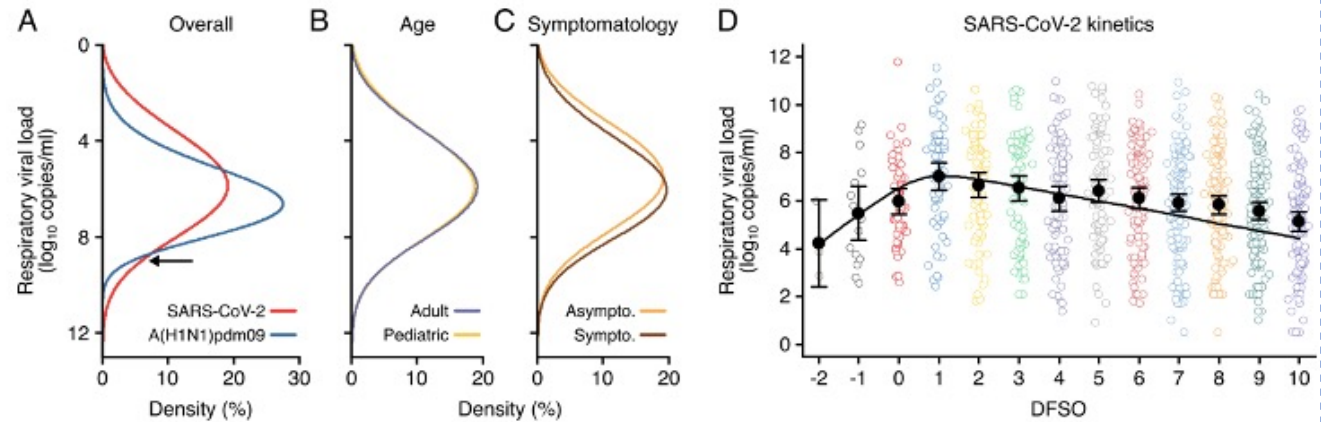 A Overall
Respiratory viral load
(log10 copies/ml)
0
4
8
12
SARS-CoV-2
A(H1N1)pdm09
0 10 20 30
Density (%)
B Age
Adult
Pediatric
0 20
Density (%)
C Symptomatology
Asympto.
Sympto.
0 10 20
Density (%)
D SARS-CoV-2 kinetics
Respiratory viral load
(log10 copies/ml)
12
10
8
6
4
2
0
-2 -1 0 1 2 3 4 5 6 7 8 9 10
DFSO